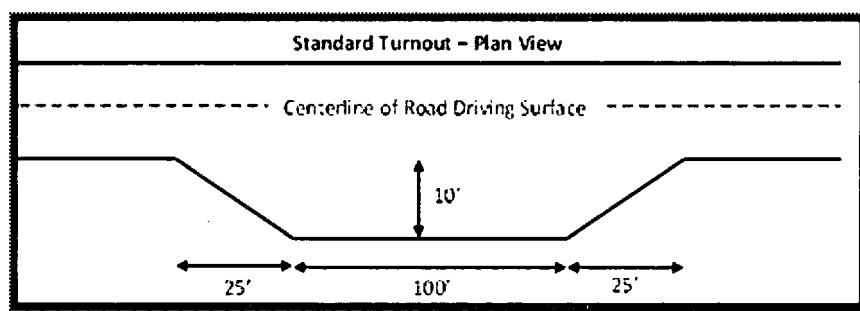 Standard Turnout – Plan View
Centerline of Road Driving Surface
10'
25'
100'
25'